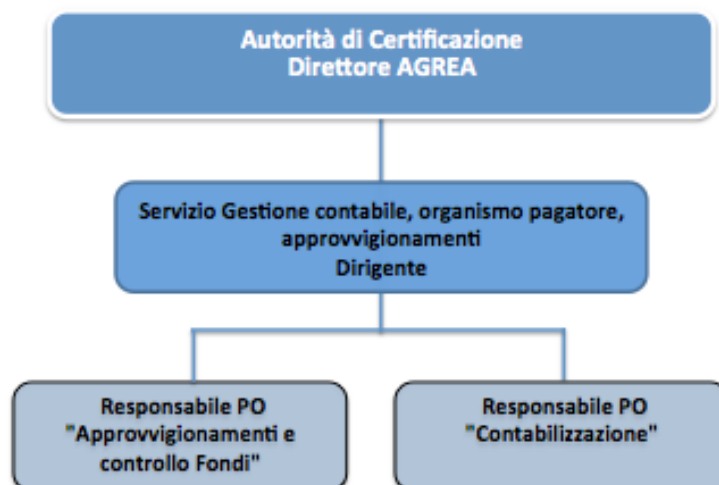 Autorità di Certificazione
Direttore AGREA
Servizio Gestione contabile, organismo pagatore,
approvvigionamenti
Dirigente
Responsabile PO
"Approvvigionamenti e
controllo Fondi"
Responsabile PO
"Contabilizzazione"